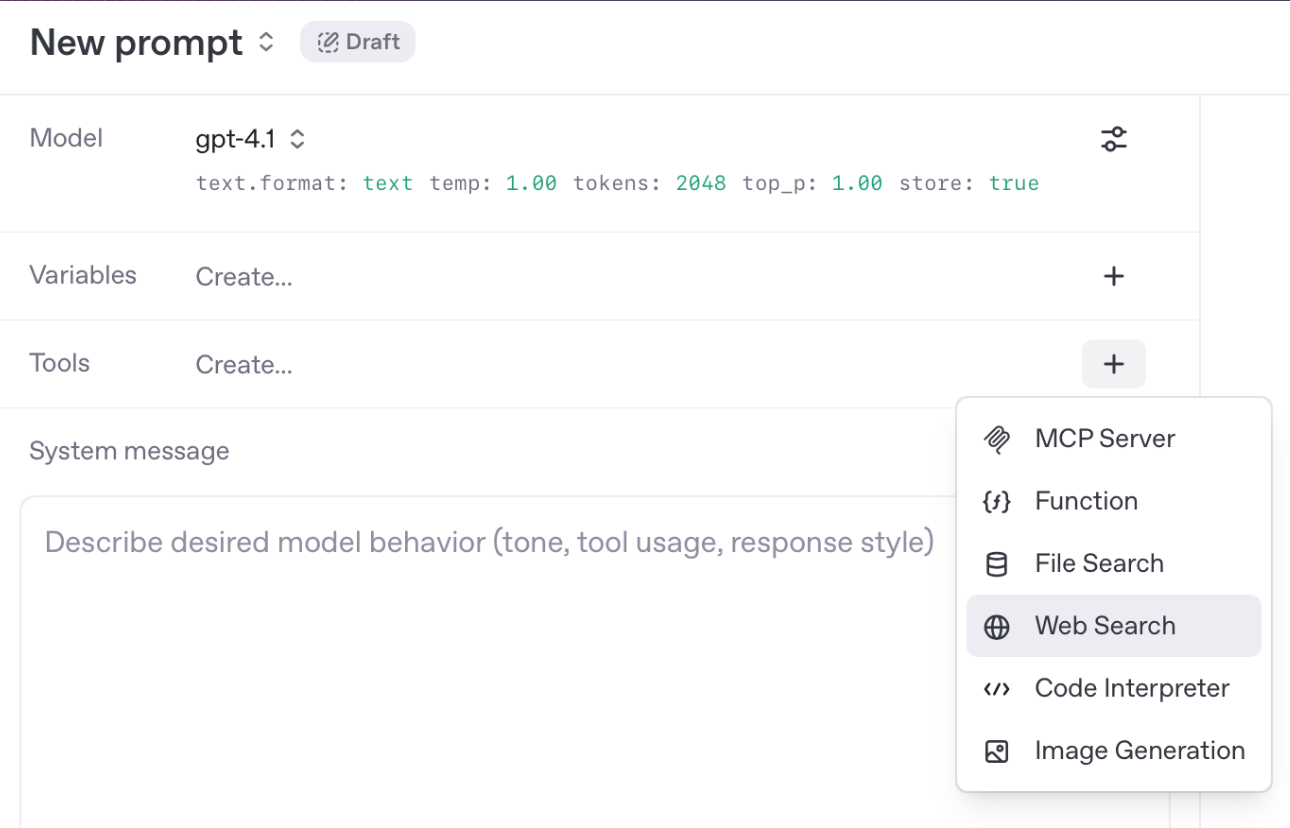 New prompt Draft
Model gpt-4.1
text.format: text temp: 1.00 tokens: 2048 top_p: 1.00 store: true
Variables Create...
Tools Create...
System message
Describe desired model behavior (tone, tool usage, response style)
MCP Server
Function
File Search
Web Search
Code Interpreter
Image Generation